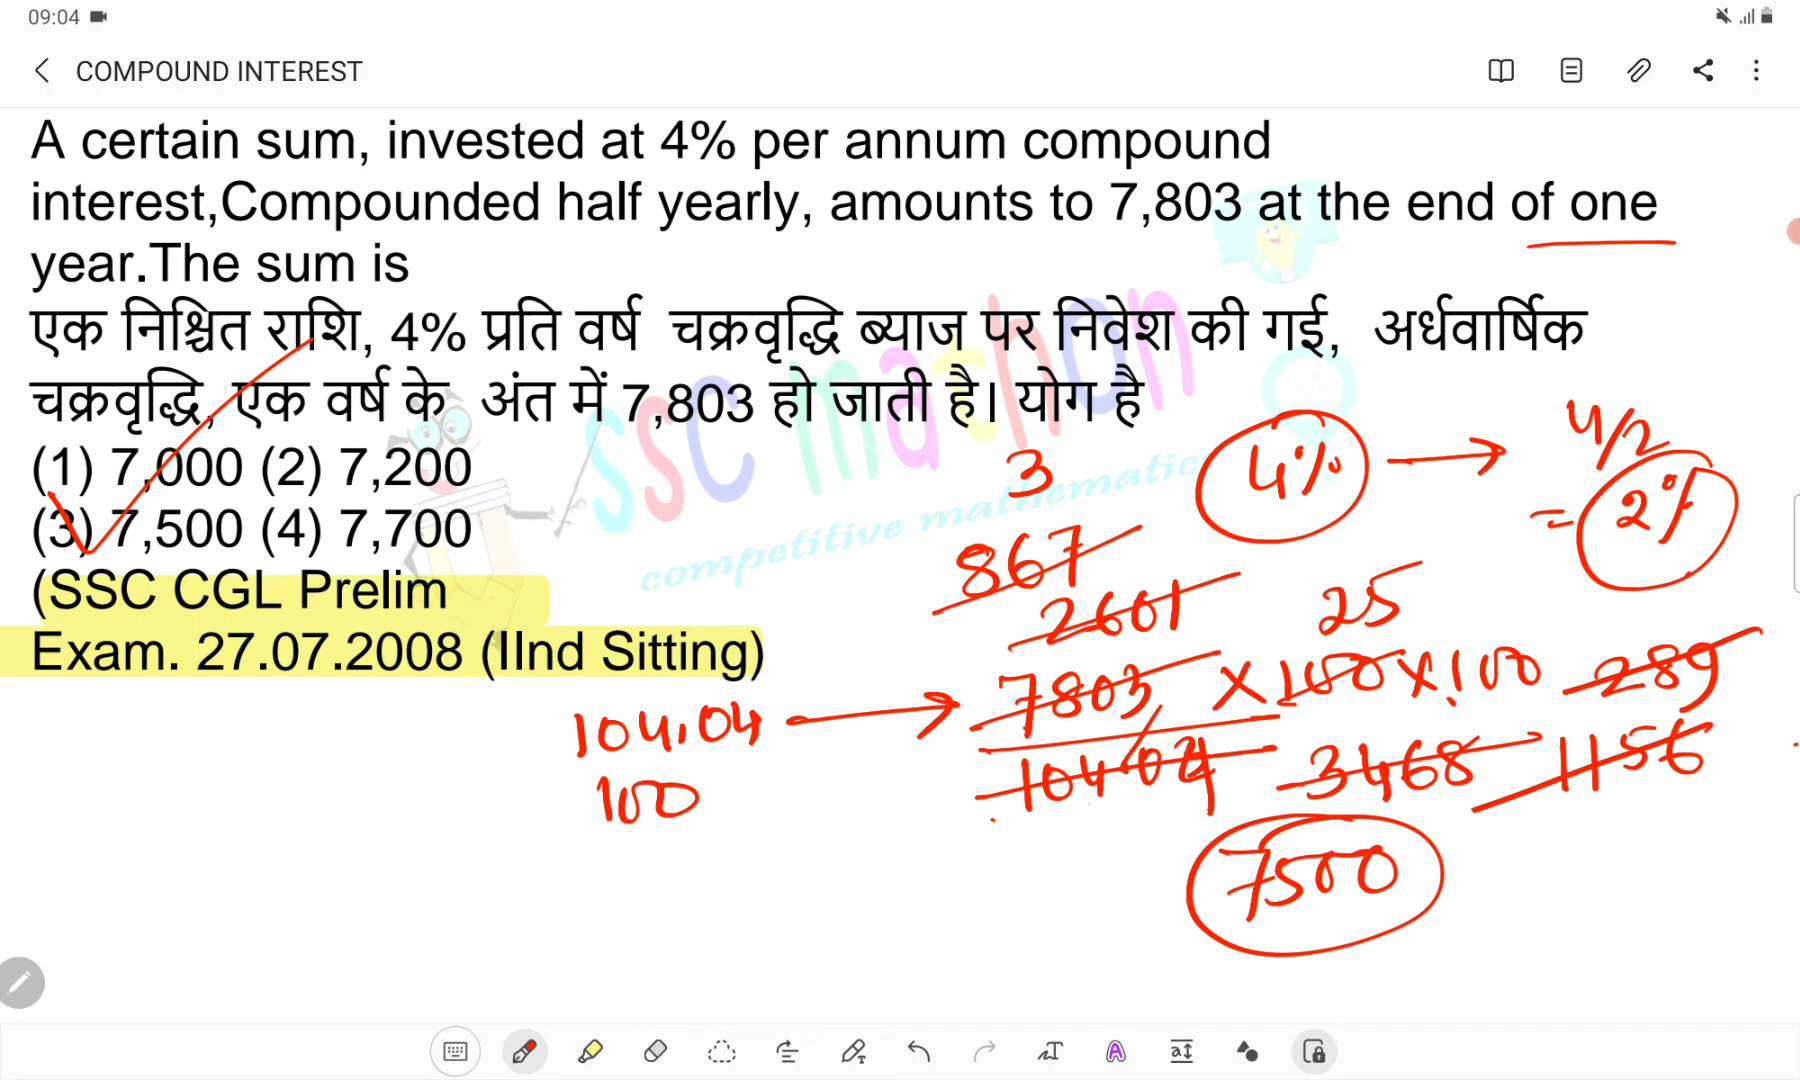 09:04
COMPOUND INTEREST
A certain sum, invested at 4% per annum compound
interest,Compounded half yearly, amounts to 7,803 at the end of one
year.The sum is
एक निश्चित राशि, 4% प्रति वर्ष चक्रवृद्धि ब्याज पर निवेश की गई, अर्धवार्षिक
चक्रवृद्धि, एक वर्ष के अंत में 7,803 हो जाती है। योग है
(1) 7,000 (2) 7,200
(3) 7,500 (4) 7,700
(SSC CGL Prelim
Exam. 27.07.2008 (IInd Sitting)
ssc mathon
competitive mathematic
4% 4/2
= 2%
3
867
2601 25
7803 × 100 × 100 289
104.04 10404 3468 1156
100
7500